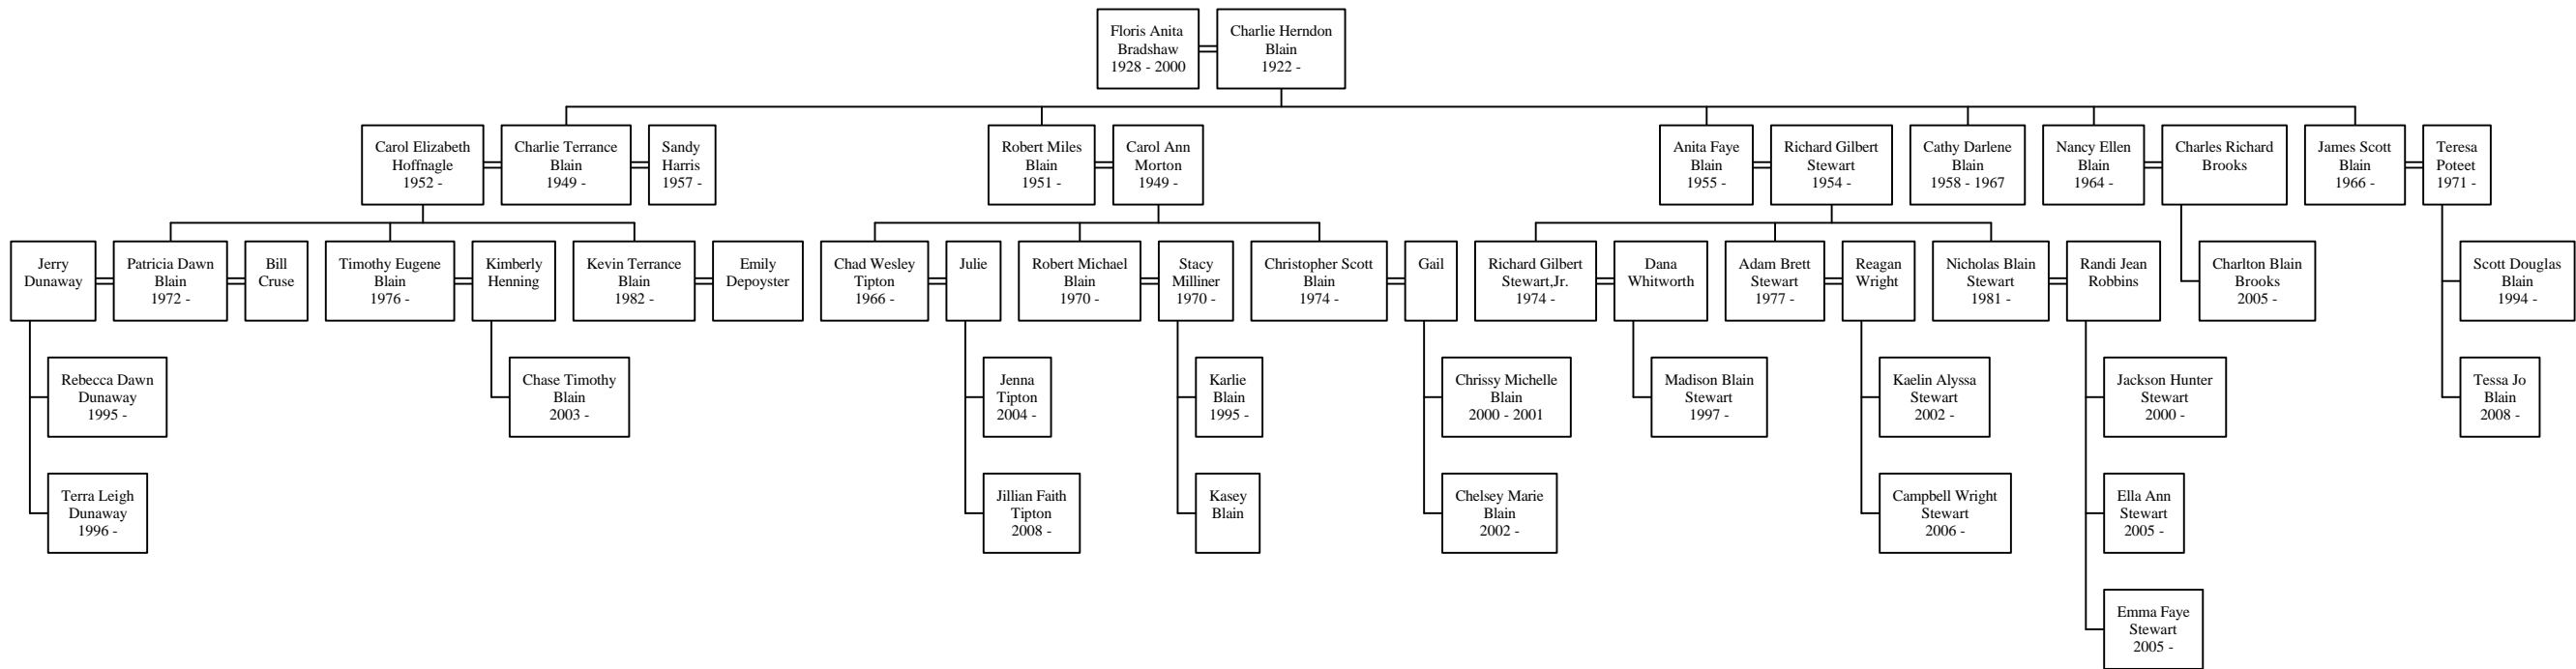 Floris Anita
Bradshaw
1928 - 2000
Charlie Herndon
Blain
1922 -
Carol Elizabeth
Hoffnagle
1952 -
Charlie Terrance
Blain
1949 -
Sandy
Harris
1957 -
Robert Miles
Blain
1951 -
Carol Ann
Morton
1949 -
Anita Faye
Blain
1955 -
Richard Gilbert
Stewart
1954 -
Cathy Darlene
Blain
1958 - 1967
Nancy Ellen
Blain
1964 -
Charles Richard
Brooks
James Scott
Blain
1966 -
Teresa
Poteet
1971 -
Jerry
Dunaway
Patricia Dawn
Blain
1972 -
Bill
Cruse
Timothy Eugene
Blain
1976 -
Kimberly
Henning
Kevin Terrance
Blain
1982 -
Emily
Depoyster
Chad Wesley
Tipton
1966 -
Julie
Robert Michael
Blain
1970 -
Stacy
Milliner
1970 -
Christopher Scott
Blain
1974 -
Gail
Richard Gilbert
Stewart,Jr.
1974 -
Dana
Whitworth
Adam Brett
Stewart
1977 -
Reagan
Wright
Nicholas Blain
Stewart
1981 -
Randi Jean
Robbins
Charlton Blain
Brooks
2005 -
Scott Douglas
Blain
1994 -
Rebecca Dawn
Dunaway
1995 -
Chase Timothy
Blain
2003 -
Jenna
Tipton
2004 -
Karlie
Blain
1995 -
Chrissy Michelle
Blain
2000 - 2001
Madison Blain
Stewart
1997 -
Kaelin Alyssa
Stewart
2002 -
Jackson Hunter
Stewart
2000 -
Tessa Jo
Blain
2008 -
Terra Leigh
Dunaway
1996 -
Jillian Faith
Tipton
2008 -
Kasey
Blain
Chelsey Marie
Blain
2002 -
Campbell Wright
Stewart
2006 -
Ella Ann
Stewart
2005 -
Emma Faye
Stewart
2005 -